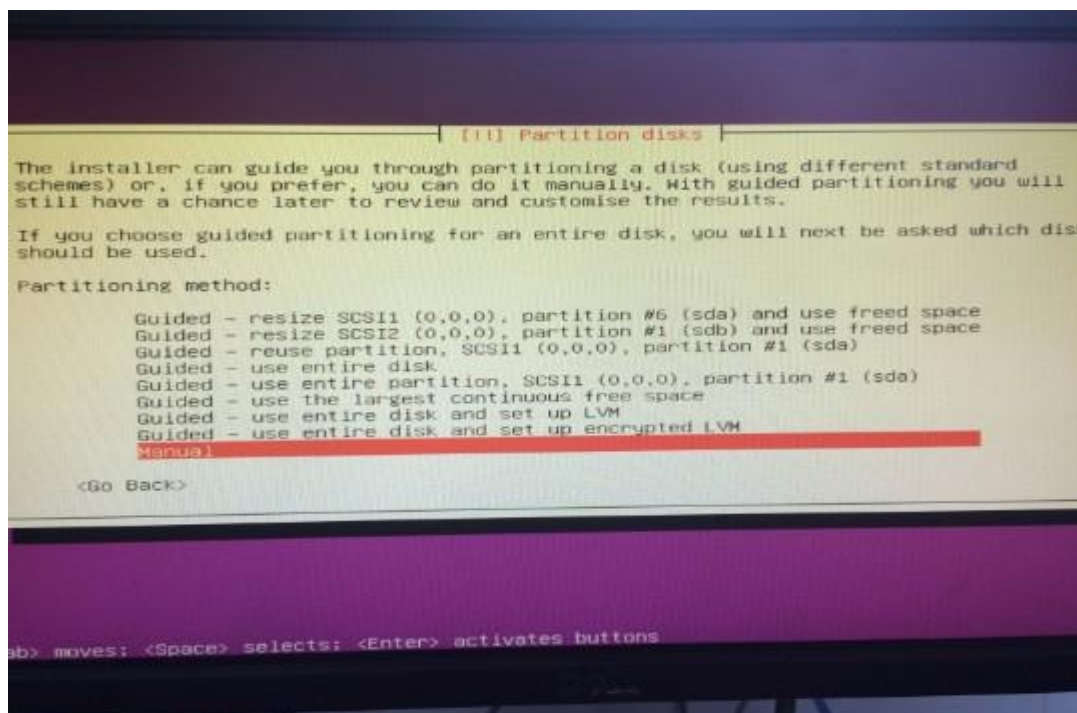 [!!] Partition disks
The installer can guide you through partitioning a disk (using different standard
schemes) or, if you prefer, you can do it manually. With guided partitioning you will
still have a chance later to review and customise the results.
If you choose guided partitioning for an entire disk, you will next be asked which dis
should be used.
Partitioning method:
Guided - resize SCSI1 (0,0,0), partition #6 (sda) and use freed space
Guided - resize SCSI2 (0,0,0), partition #1 (sdb) and use freed space
Guided - reuse partition, SCSI1 (0,0,0), partition #1 (sda)
Guided - use entire disk
Guided - use entire partition, SCSI1 (0,0,0), partition #1 (sda)
Guided - use the largest continuous free space
Guided - use entire disk and set up LVM
Guided - use entire disk and set up encrypted LVM
Manual
<Go Back>
ab> moves; <Space> selects; <Enter> activates buttons